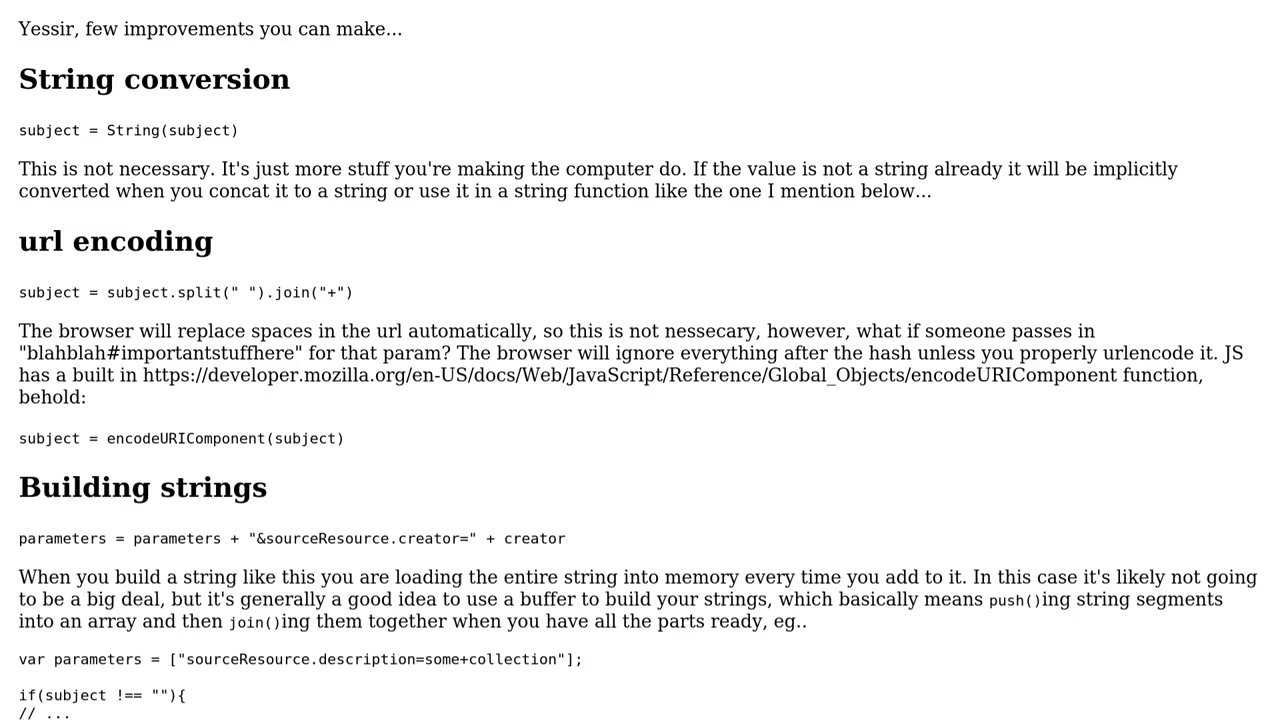 Yessir, few improvements you can make...
String conversion
subject = String(subject)
This is not necessary. It's just more stuff you're making the computer do. If the value is not a string already it will be implicitly
converted when you concat it to a string or use it in a string function like the one I mention below...
url encoding
subject = subject.split(" ").join("+")
The browser will replace spaces in the url automatically, so this is not nessecary, however, what if someone passes in
"blahblah#importantstuffhere" for that param? The browser will ignore everything after the hash unless you properly urlencode it. JS
has a built in https://developer.mozilla.org/en-US/docs/Web/JavaScript/Reference/Global_Objects/encodeURIComponent function,
behold:
subject = encodeURIComponent(subject)
Building strings
parameters = parameters + "&sourceResource.creator=" + creator
When you build a string like this you are loading the entire string into memory every time you add to it. In this case it's likely not going
to be a big deal, but it's generally a good idea to use a buffer to build your strings, which basically means push()ing string segments
into an array and then join()ing them together when you have all the parts ready, eg..
var parameters = ["sourceResource.description=some+collection"];
if(subject !== ""){
// ...